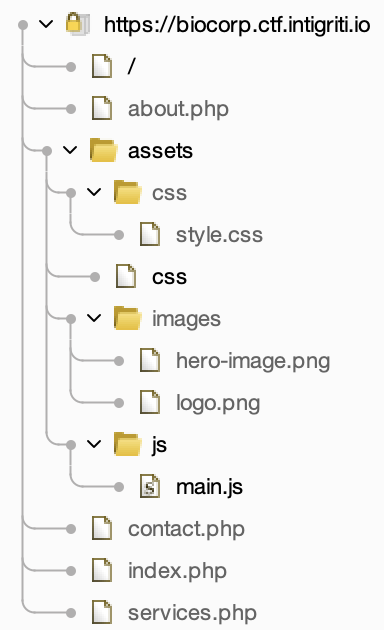 https://biocorp.ctf.intigriti.io
/
about.php
assets
css
style.css
css
images
hero-image.png
logo.png
js
main.js
contact.php
index.php
services.php